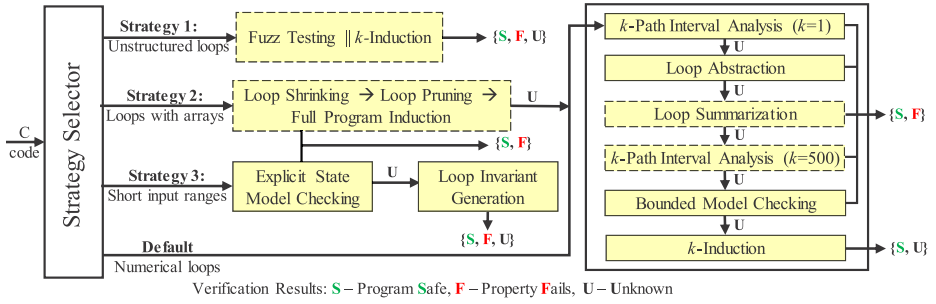 C
code
Strategy Selector
Strategy 1:
Unstructured loops
Fuzz Testing || k-Induction
{S, F, U}
Strategy 2:
Loops with arrays
Loop Shrinking → Loop Pruning →
Full Program Induction
U
{S, F}
Strategy 3:
Short input ranges
Explicit State
Model Checking
U
Loop Invariant
Generation
{S, F, U}
Default
Numerical loops
k-Path Interval Analysis (k=1)
U
Loop Abstraction
U
Loop Summarization
{S, F}
U
k-Path Interval Analysis (k=500)
U
Bounded Model Checking
U
k-Induction
{S, U}
Verification Results: S – Program Safe, F – Property Fails, U – Unknown